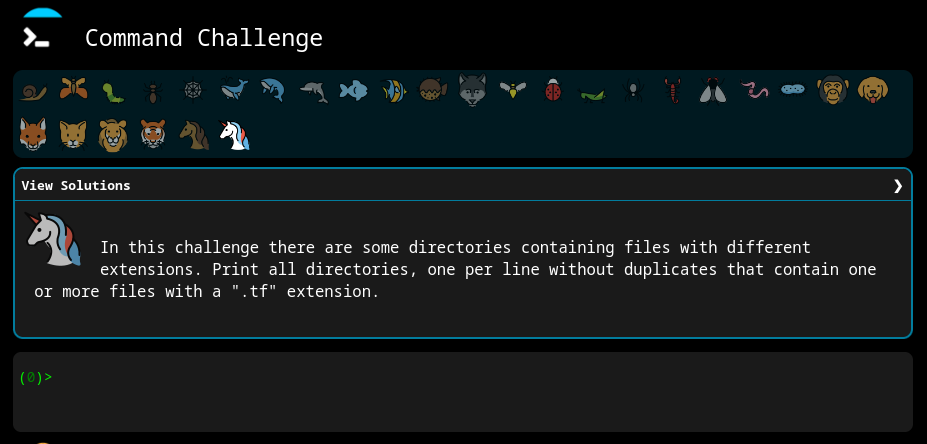 Command Challenge
View Solutions ❯
In this challenge there are some directories containing files with different
extensions. Print all directories, one per line without duplicates that contain one
or more files with a ".tf" extension.
(0)>